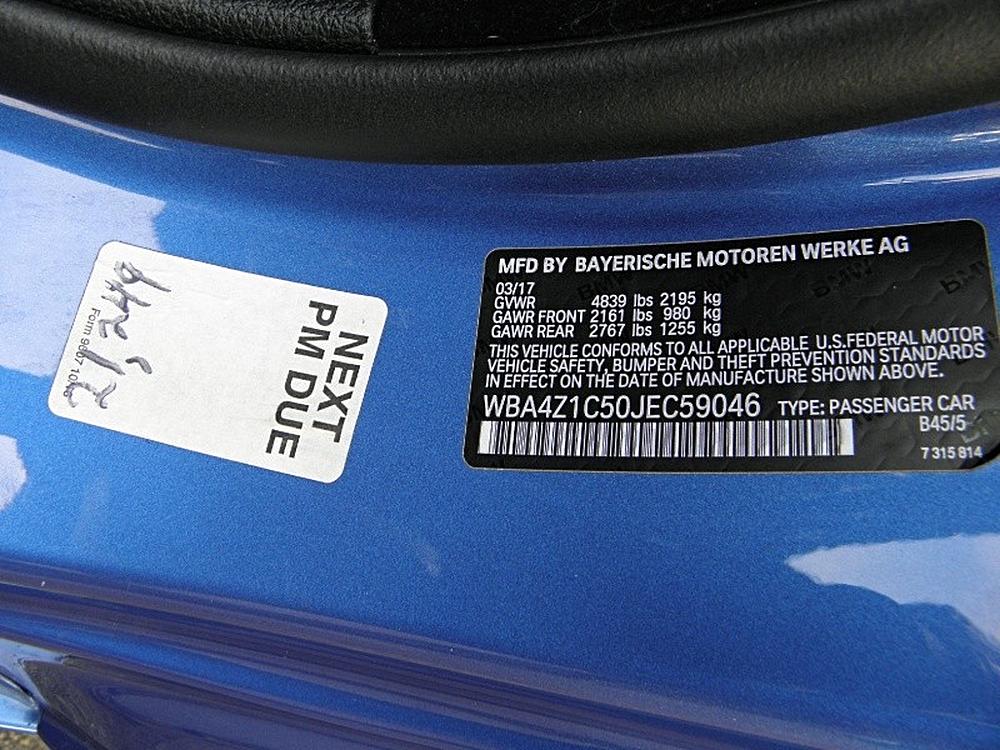 NEXT
PM DUE
21,249
MFD BY BAYERISCHE MOTOREN WERKE AG
03/17
GVWR 4839 lbs 2195 kg
GAWR FRONT 2161 lbs 980 kg
GAWR REAR 2767 lbs 1255 kg
THIS VEHICLE CONFORMS TO ALL APPLICABLE U.S.FEDERAL MOTOR
VEHICLE SAFETY, BUMPER AND THEFT PREVENTION STANDARDS
IN EFFECT ON THE DATE OF MANUFACTURE SHOWN ABOVE.
WBA4Z1C50JEC59046 TYPE: PASSENGER CAR
B45/5
7 315 814